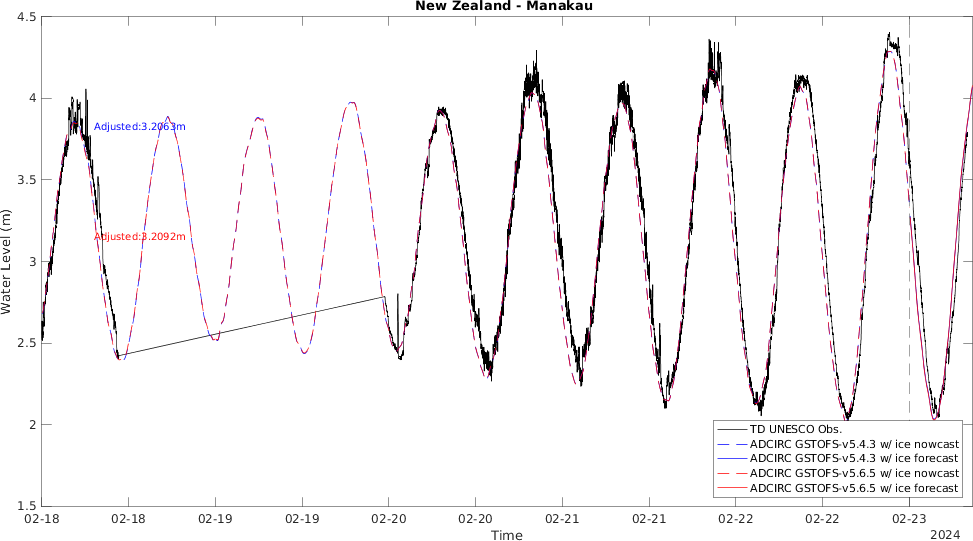 New Zealand - Manakau
4.5
4
3.5
3
2.5
2
1.5
Water Level (m)
Adjusted:3.2063m
Adjusted:3.2092m
TD UNESCO Obs.
ADCIRC GSTOFS-v5.4.3 w/ ice nowcast
ADCIRC GSTOFS-v5.4.3 w/ ice forecast
ADCIRC GSTOFS-v5.6.5 w/ ice nowcast
ADCIRC GSTOFS-v5.6.5 w/ ice forecast
02-18 02-18 02-19 02-19 02-20 02-20 02-21 02-21 02-22 02-22 02-23
Time
2024